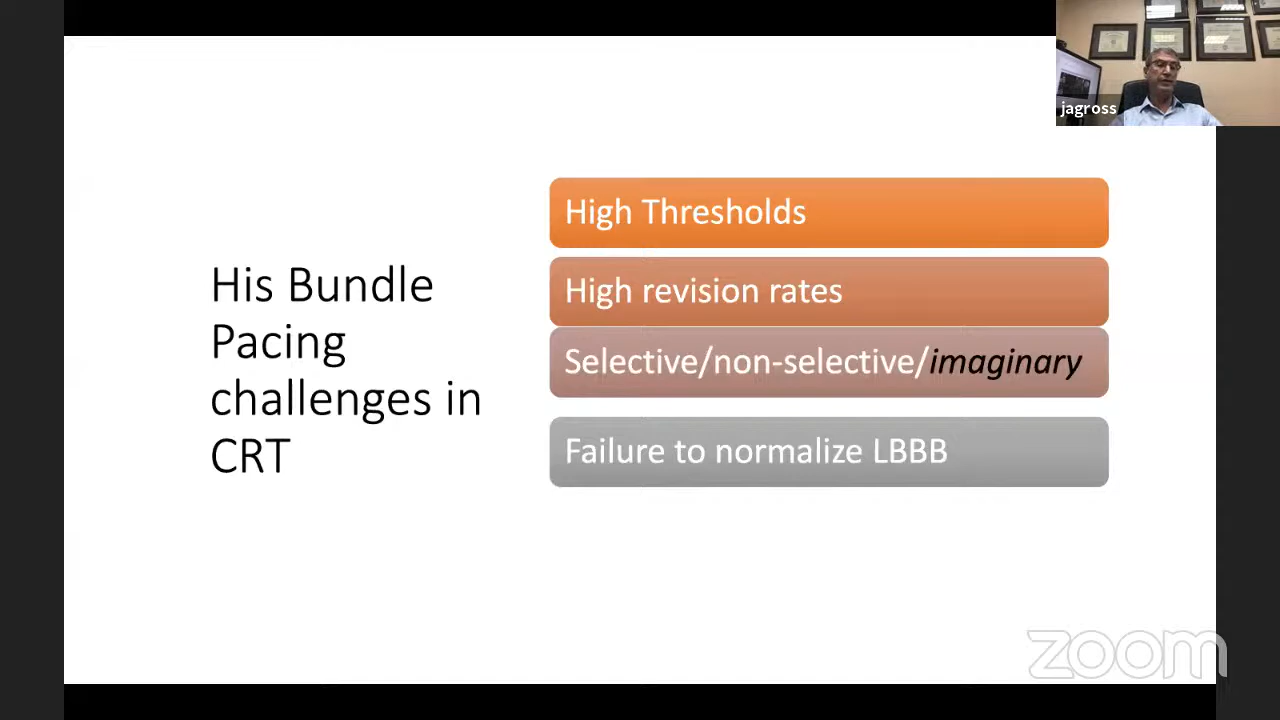 jagross
His Bundle
Pacing
challenges in
CRT
High Thresholds
High revision rates
Selective/non-selective/imaginary
Failure to normalize LBBB
zoom